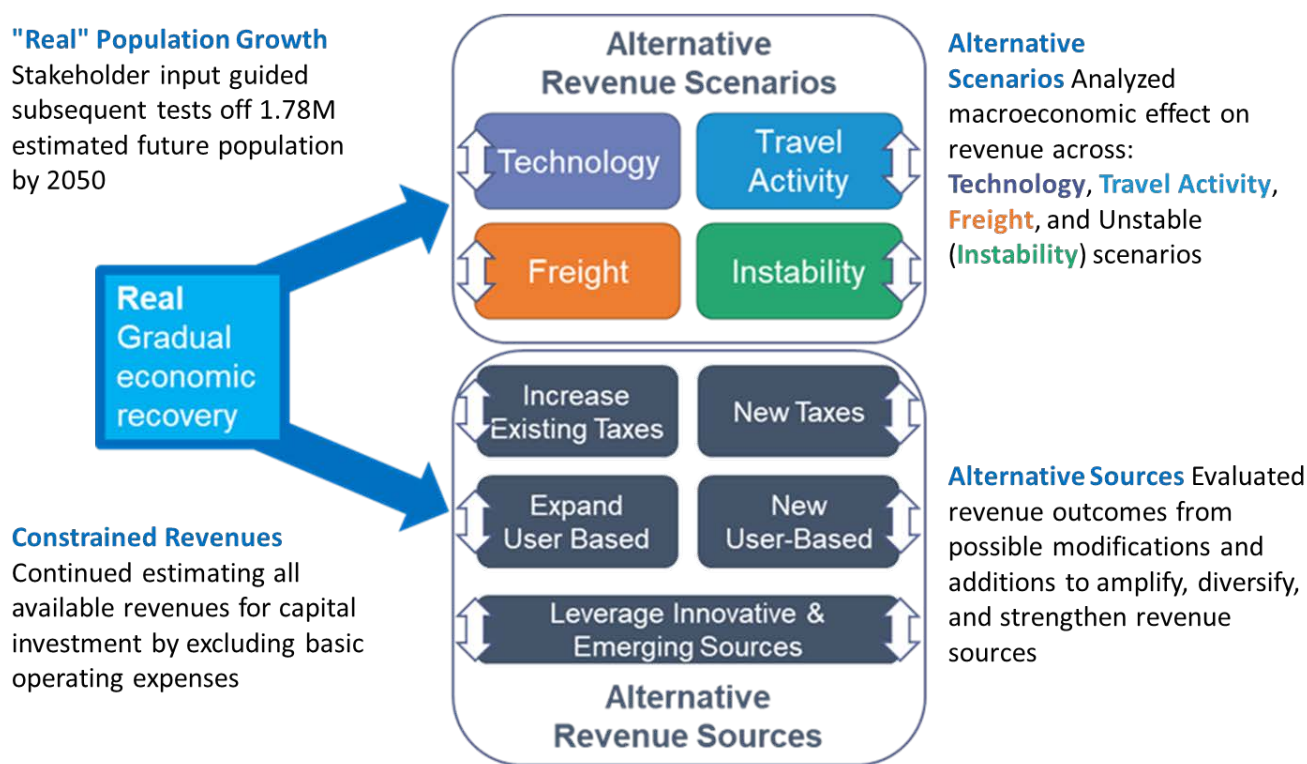 "Real" Population Growth
Stakeholder input guided
subsequent tests off 1.78M
estimated future population
by 2050
Real
Gradual
economic
recovery
Constrained Revenues
Continued estimating all
available revenues for capital
investment by excluding basic
operating expenses
Alternative
Revenue Scenarios
Technology
Travel
Activity
Freight
Instability
Increase
Existing Taxes
New Taxes
Expand
User Based
New
User-Based
Leverage Innovative &
Emerging Sources
Alternative
Revenue Sources
Alternative
Scenarios Analyzed
macroeconomic effect on
revenue across:
Technology, Travel Activity,
Freight, and Unstable
(Instability) scenarios
Alternative Sources Evaluated
revenue outcomes from
possible modifications and
additions to amplify, diversify,
and strengthen revenue
sources